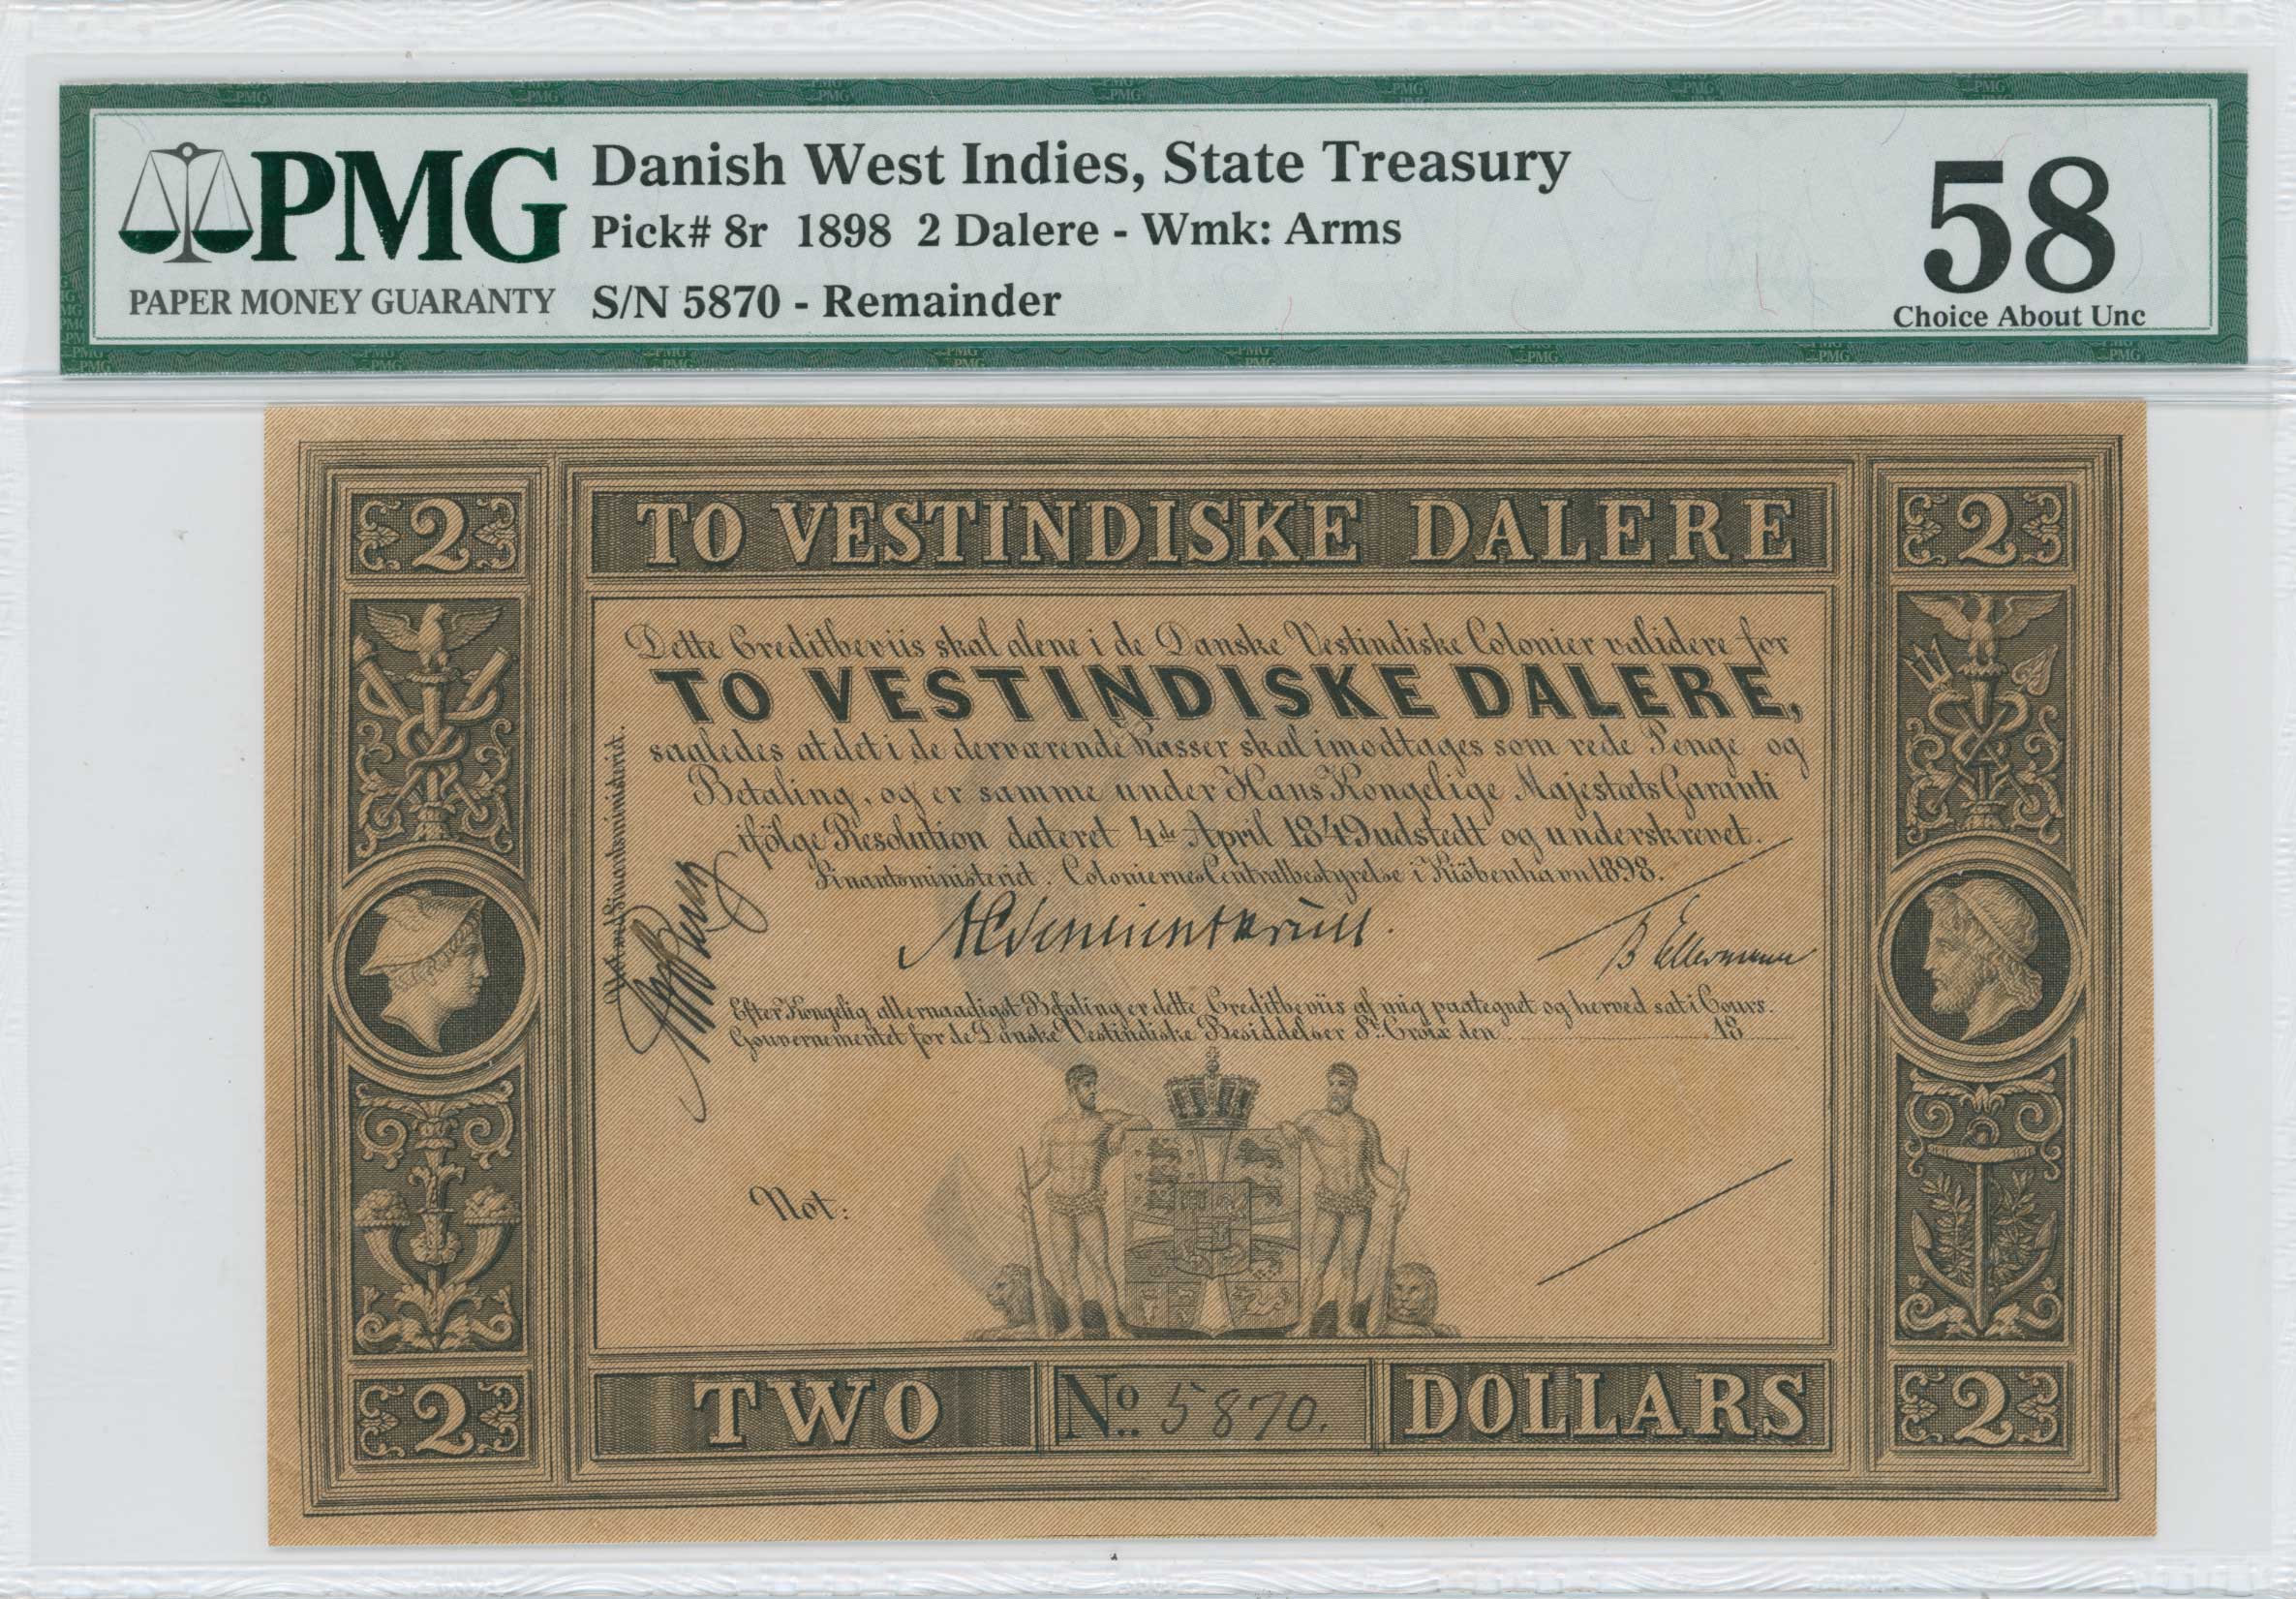 PMG
PAPER MONEY GUARANTY
Danish West Indies, State Treasury
Pick# 8r 1898 2 Dalere - Wmk: Arms
S/N 5870 - Remainder
58
Choice About Unc
2 TO VESTINDISKE DALERE 2
Dette Creditbeviis skal alene i de Danske Vestindiske Colonier validere for
TO VESTINDISKE DALERE,
saaledes at det i de derværende Kasser skal imodtages som rede Penge og
Betaling, og er samme under Hans Kongelige Majestæts Garanti
ifölge Resolution dateret 4de April 1849 udstedt og underskrevet.
Finantsministeriet. Coloniernes Centralbestyrelse i Kiöbenhavn 1898.
B Ellermann
Efter Kongelig allernaadigst Befaling er dette Creditbeviis af mig paategnet og herved sat i Cours.
Gouvernementet for de Danske Vestindiske Besiddelser St. Croix den 18
Not:
2 TWO No. 5870. DOLLARS 2